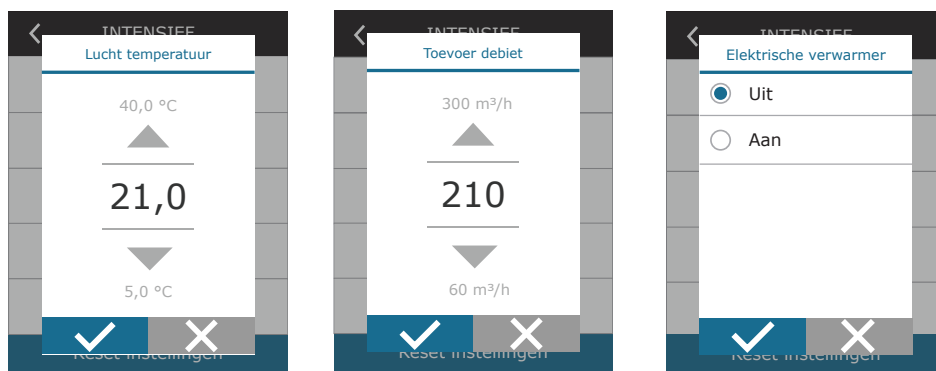 INTENSIEF
Lucht temperatuur
40,0 °C
21,0
5,0 °C
Reset instellingen
INTENSIEF
Toevoer debiet
300 m³/h
210
60 m³/h
Reset instellingen
INTENSIEF
Elektrische verwarmer
Uit
Aan
Reset instellingen